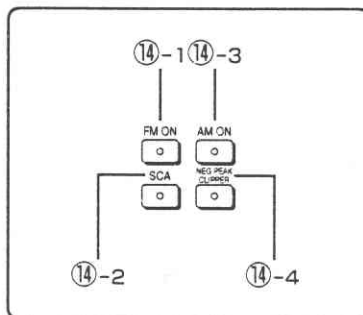 ⑭-1 ⑭-3
FM ON AM ON
SCA NEG PEAK
CLIPPER
⑭-2 ⑭-4